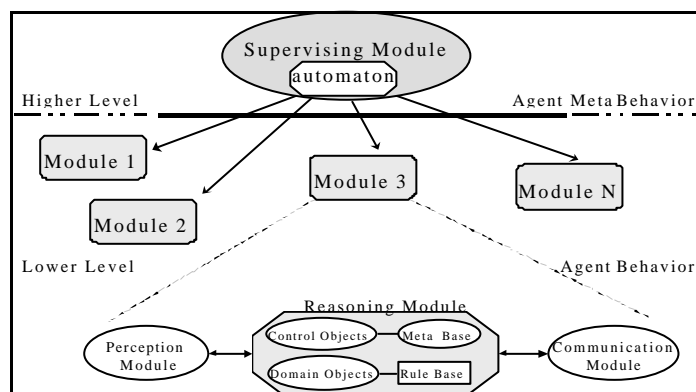 Supervising Module
automaton
Higher Level
Agent Meta Behavior
Module 1
Module 2
Module 3
Module N
Lower Level
Agent Behavior
Reasoning Module
Perception
Module
Control Objects
Meta Base
Domain Objects
Rule Base
Communication
Module